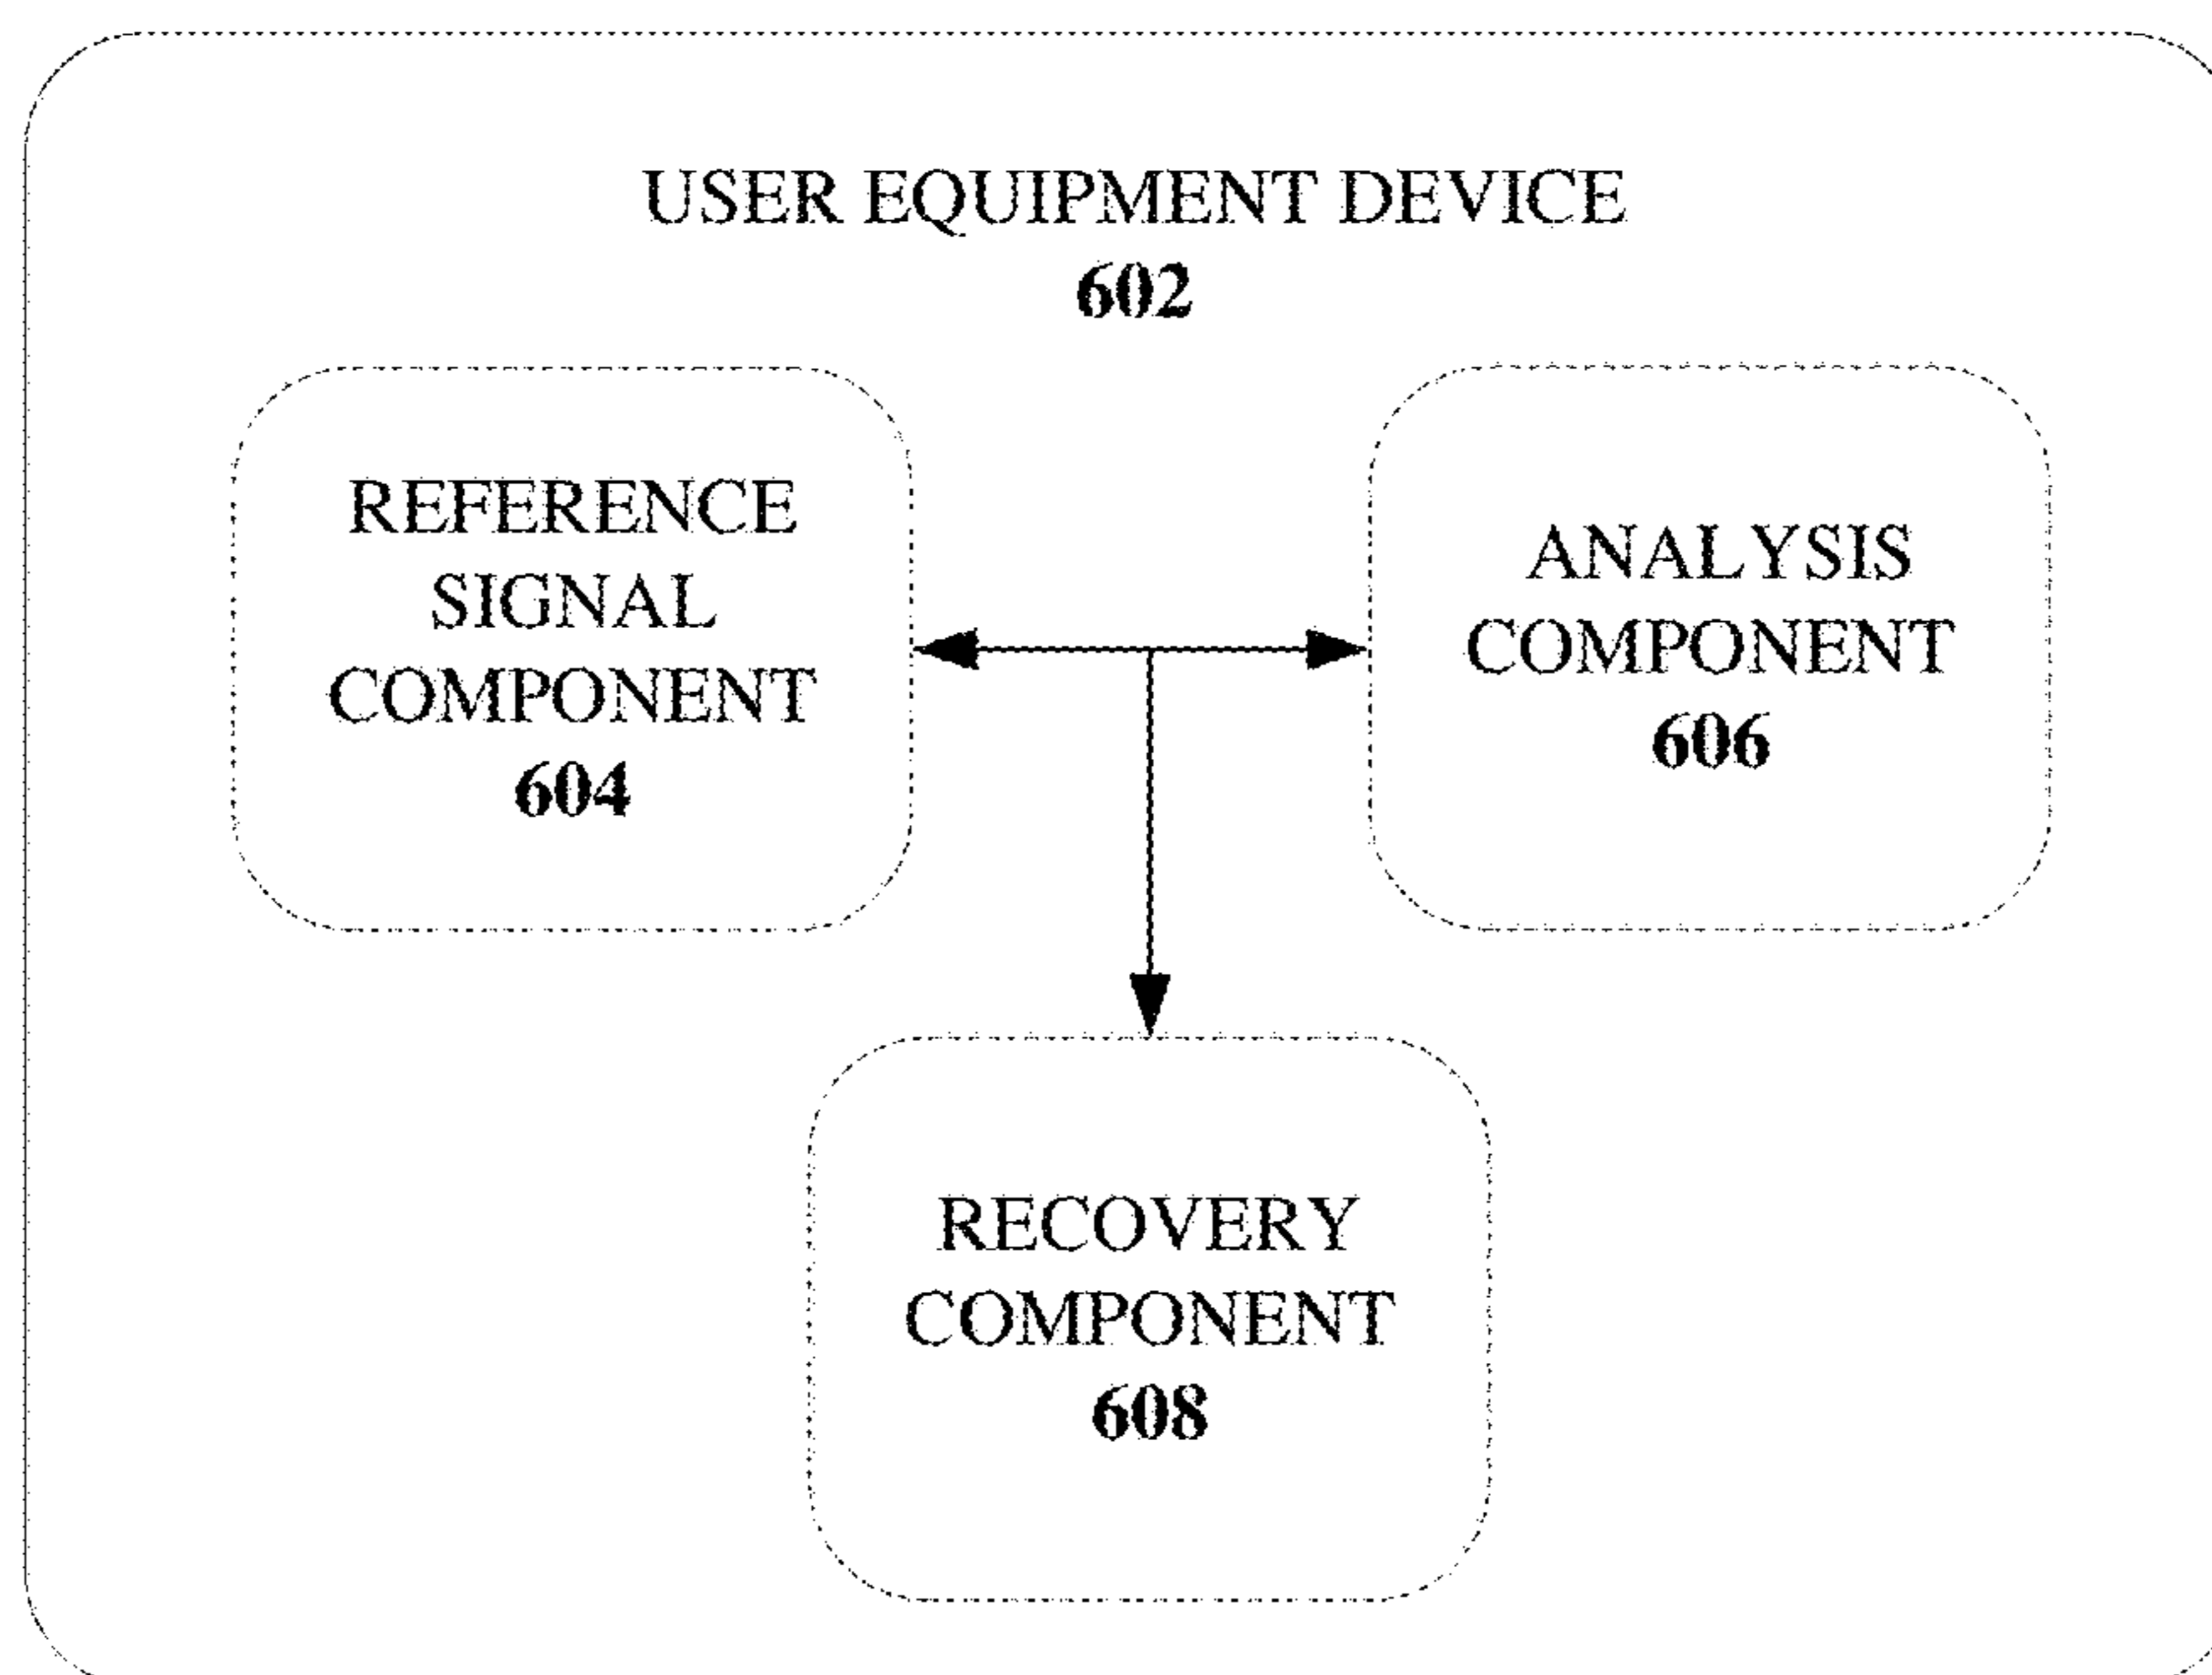 USER EQUIPMENT DEVICE
602
REFERENCE
SIGNAL
COMPONENT
604
ANALYSIS
COMPONENT
606
RECOVERY
COMPONENT
608